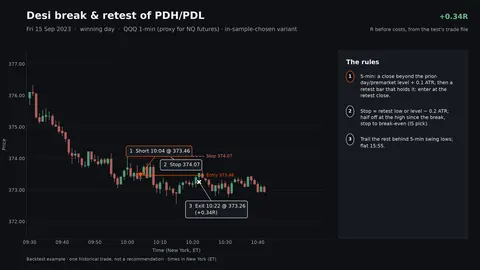 Desi break & retest of PDH/PDL
+0.34R
Fri 15 Sep 2023 · winning day · QQQ 1-min (proxy for NQ futures) · in-sample-chosen variant
R before costs, from the test's trade file
377.00
376.00
375.00
374.00
373.00
372.00
Price
1 Short 10:04 @ 373.46
Stop 374.07
2 Stop 374.07
Entry 373.46
3 Exit 10:22 @ 373.26
(+0.34R)
09:30
09:40
09:50
10:00
10:10
10:20
10:30
10:40
Time (New York, ET)
The rules
1 5-min: a close beyond the prior-
day/premarket level + 0.1 ATR, then a
retest bar that holds it; enter at the
retest close.
2 Stop = retest low/or level − 0.2 ATR;
half off at the high since the break,
stop to break-even (IS pick)
3 Trail the rest behind 5-min swing lows;
flat 15:55.
Backtest example · one historical trade, not a recommendation · times in New York (ET)